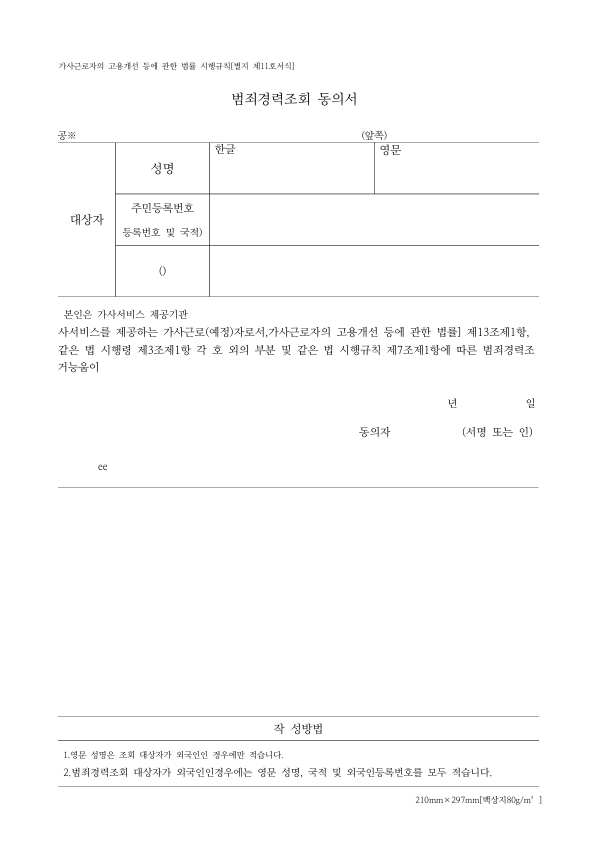 가사근로자의 고용개선 등에 관한 법률 시행규칙[별지 제11호서식]
범죄경력조회 동의서
공※ (앞쪽)
대상자
성명
한글
영문
주민등록번호
등록번호 및 국적)
()
본인은 가사서비스 제공기관
사서비스를 제공하는 가사근로(예정)자로서,가사근로자의 고용개선 등에 관한 법률] 제13조제1항,
같은 법 시행령 제3조제1항 각 호 외의 부분 및 같은 법 시행규칙 제7조제1항에 따른 범죄경력조
거능움이
년 일
동의자 (서명 또는 인)
ee
작 성방법
1.영문 성명은 조회 대상자가 외국인인 경우에만 적습니다.
2.범죄경력조회 대상자가 외국인인경우에는 영문 성명, 국적 및 외국인등록번호를 모두 적습니다.
210mm×297mm[백상지80g/㎡ ]